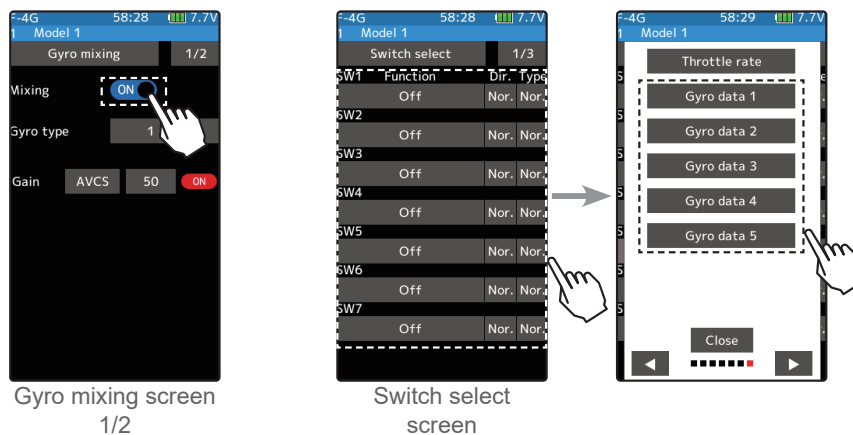 F-4G 58:28 7.7V
1 Model 1
Gyro mixing 1/2
Mixing ON
Gyro type 1
Gain AVCS 50 ON
Gyro mixing screen
1/2
F-4G 58:28 7.7V
1 Model 1
Switch select 1/3
SW1 Function Dir. Type
Off Nor. Nor.
SW2
Off Nor. Nor.
SW3
Off Nor. Nor.
SW4
Off Nor. Nor.
SW5
Off Nor. Nor.
SW6
Off Nor. Nor.
SW7
Off Nor. Nor.
Switch select
screen
F-4G 58:29 7.7V
1 Model 1
Throttle rate
Gyro data 1
Gyro data 2
Gyro data 3
Gyro data 4
Gyro data 5
Close